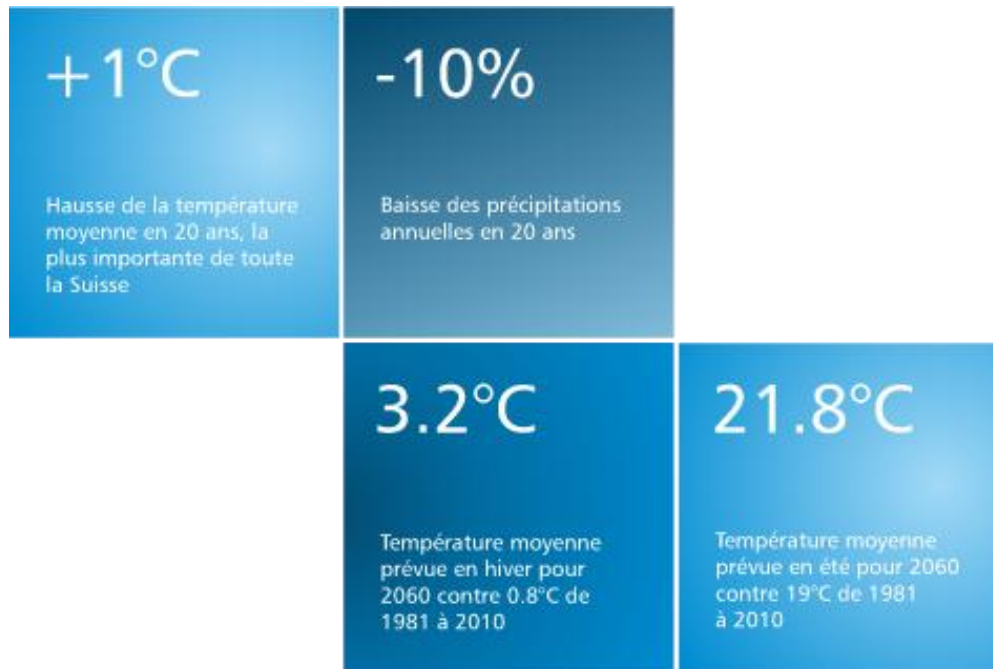 +1°C
Hausse de la température
moyenne en 20 ans, la
plus importante de toute
la Suisse
-10%
Baisse des précipitations
annuelles en 20 ans
3.2°C
Température moyenne
prévue en hiver pour
2060 contre 0.8°C de
1981 à 2010
21.8°C
Température moyenne
prévue en été pour 2060
contre 19°C de 1981
à 2010